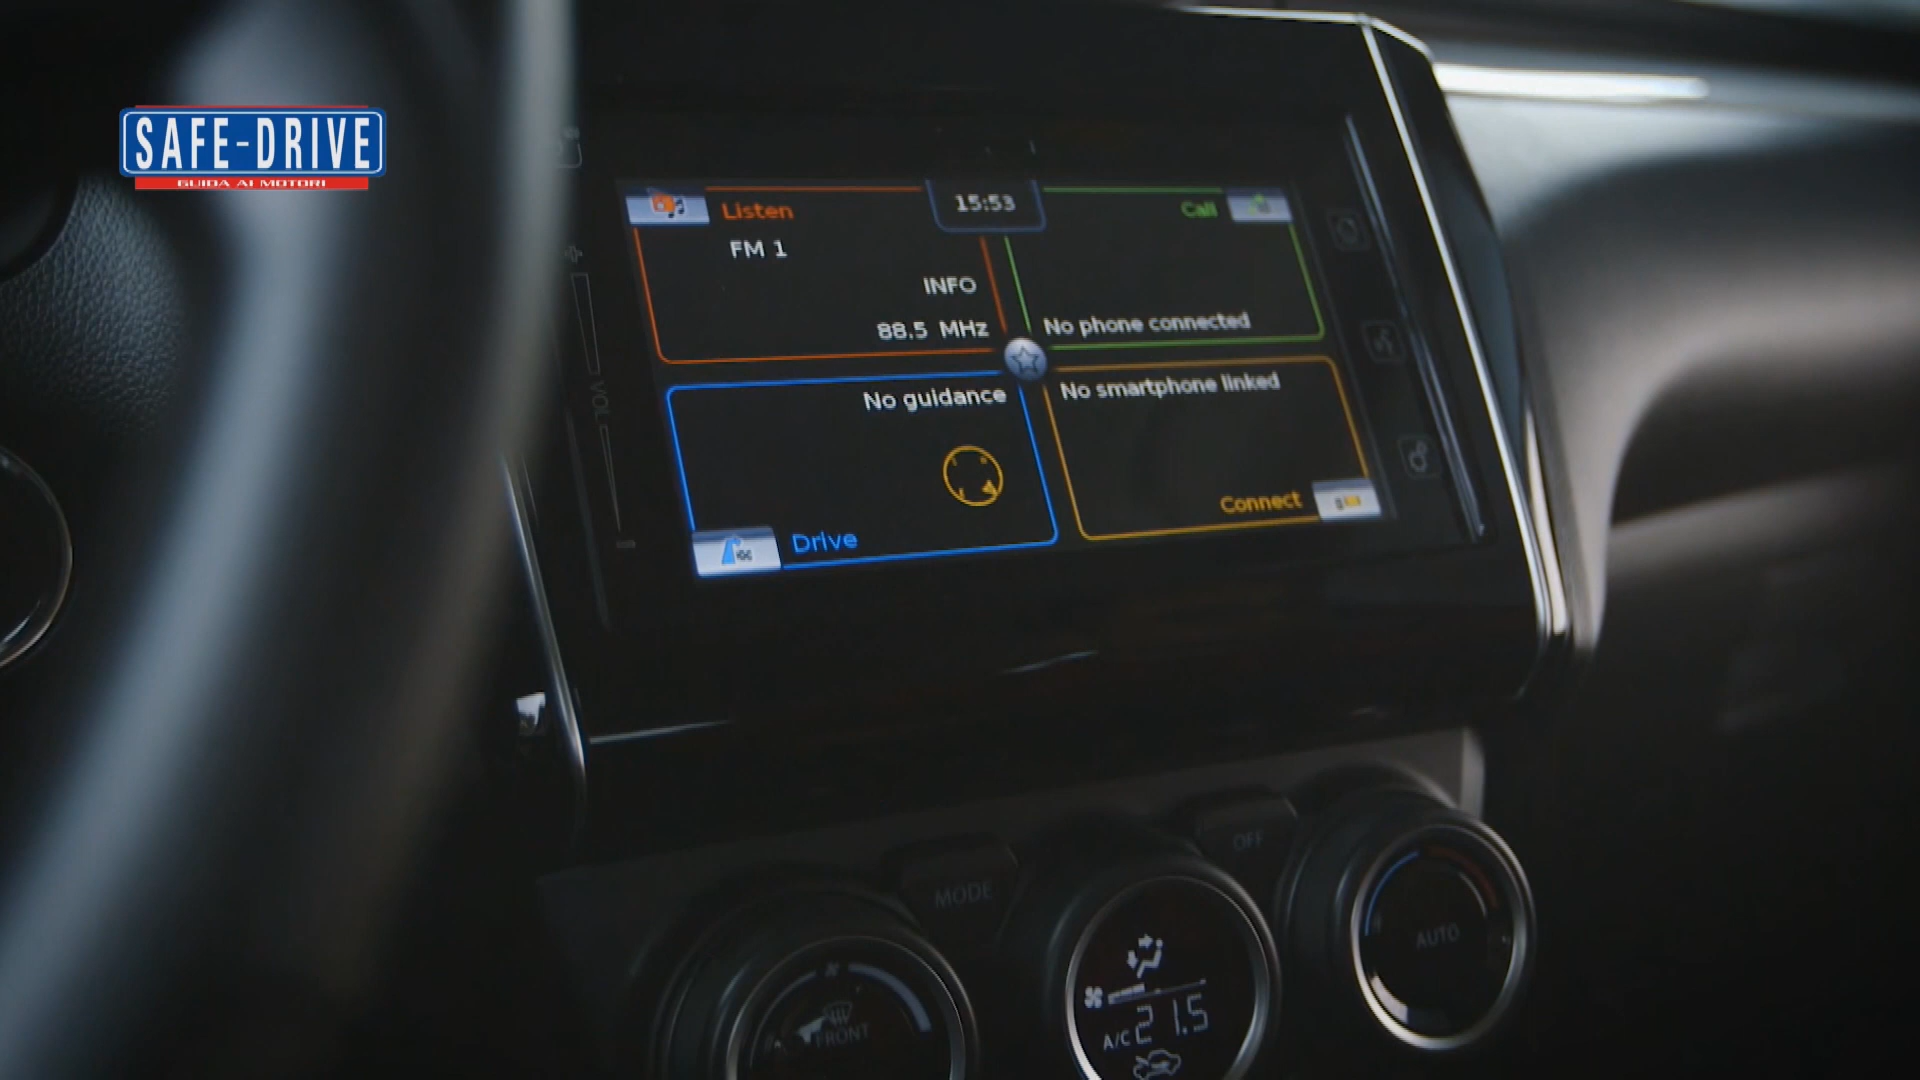 SAFE-DRIVE
GUIDA AI MOTORI
15:53
Listen
FM 1
INFO
88.5 MHz
Call
No phone connected
No guidance
Drive
No smartphone linked
Connect
VOL
MODE
OFF
AUTO
FRONT
A/C 21.5